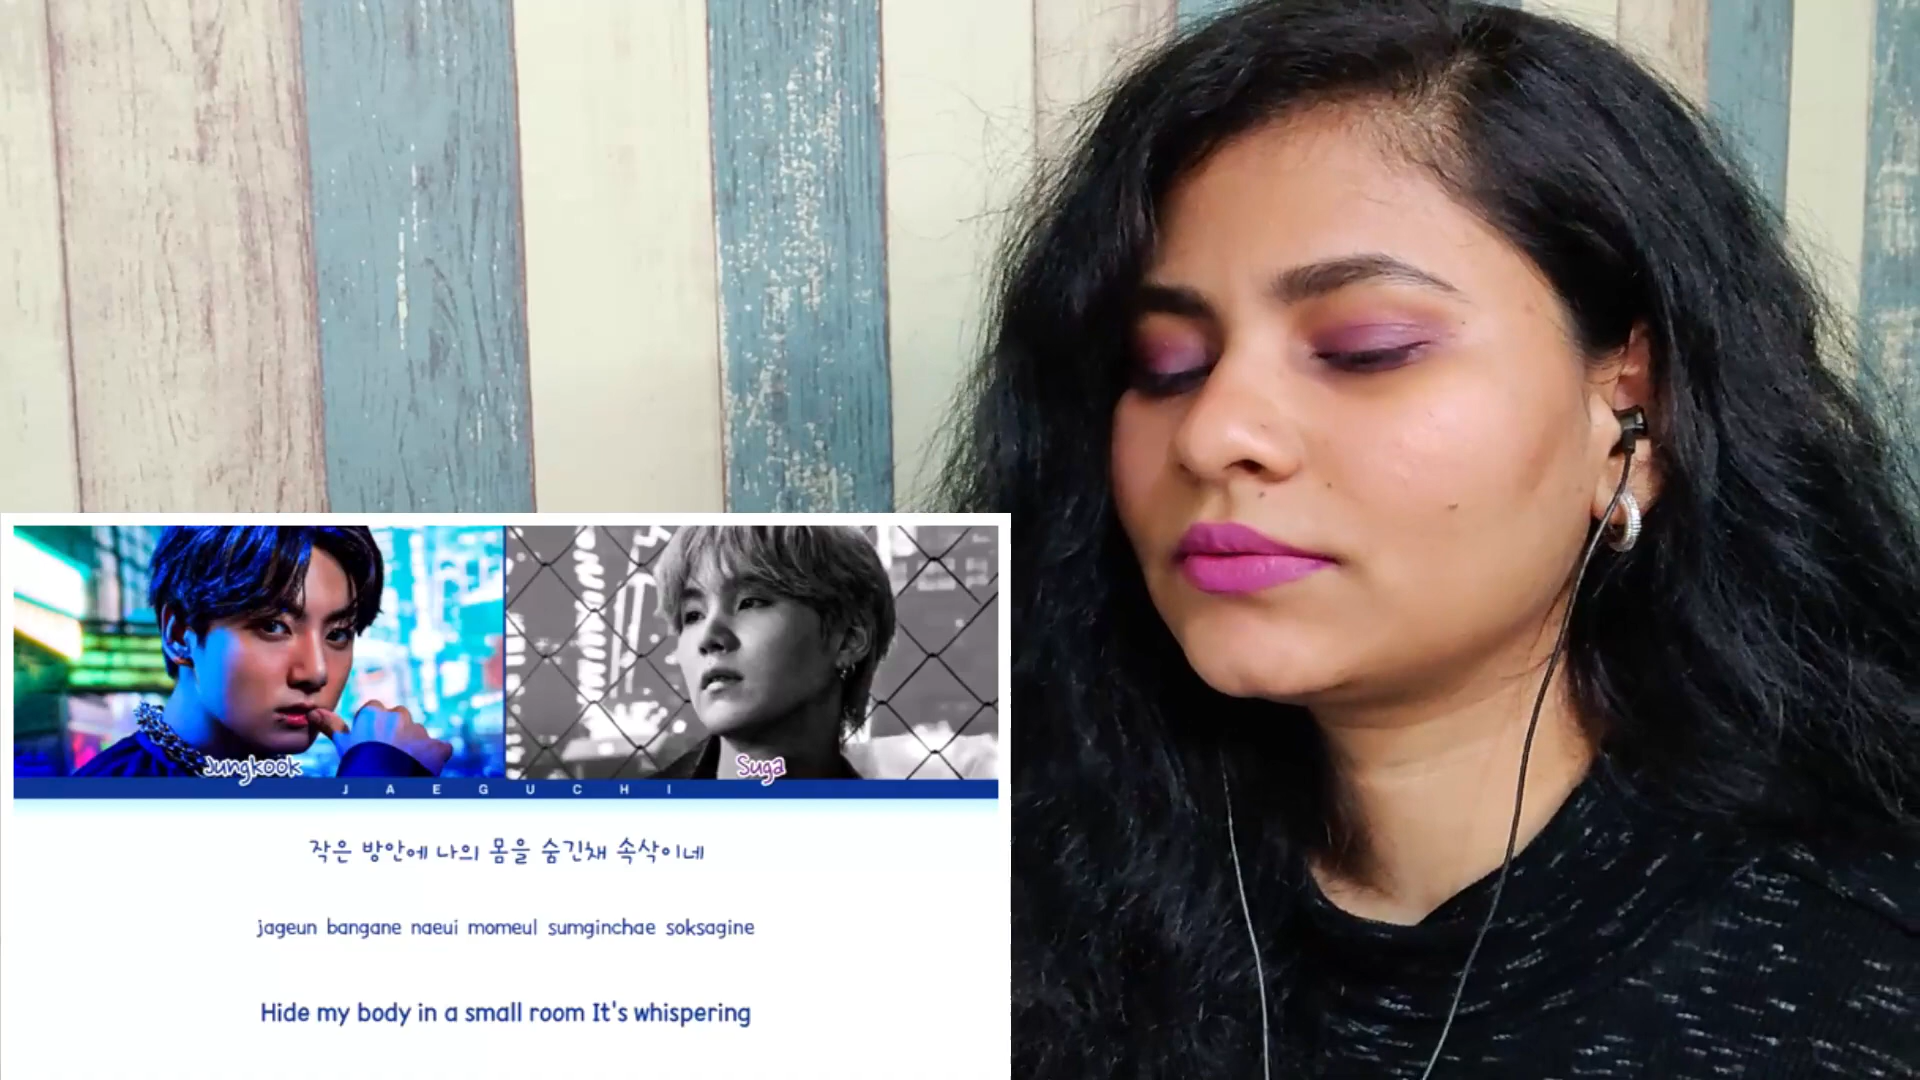 Jungkook
Suga
JAEGUCHI
작은 방안에 나의 몸을 숨긴채 속삭이네
jageun bangane naeui momeul sumginchae soksagine
Hide my body in a small room It's whispering